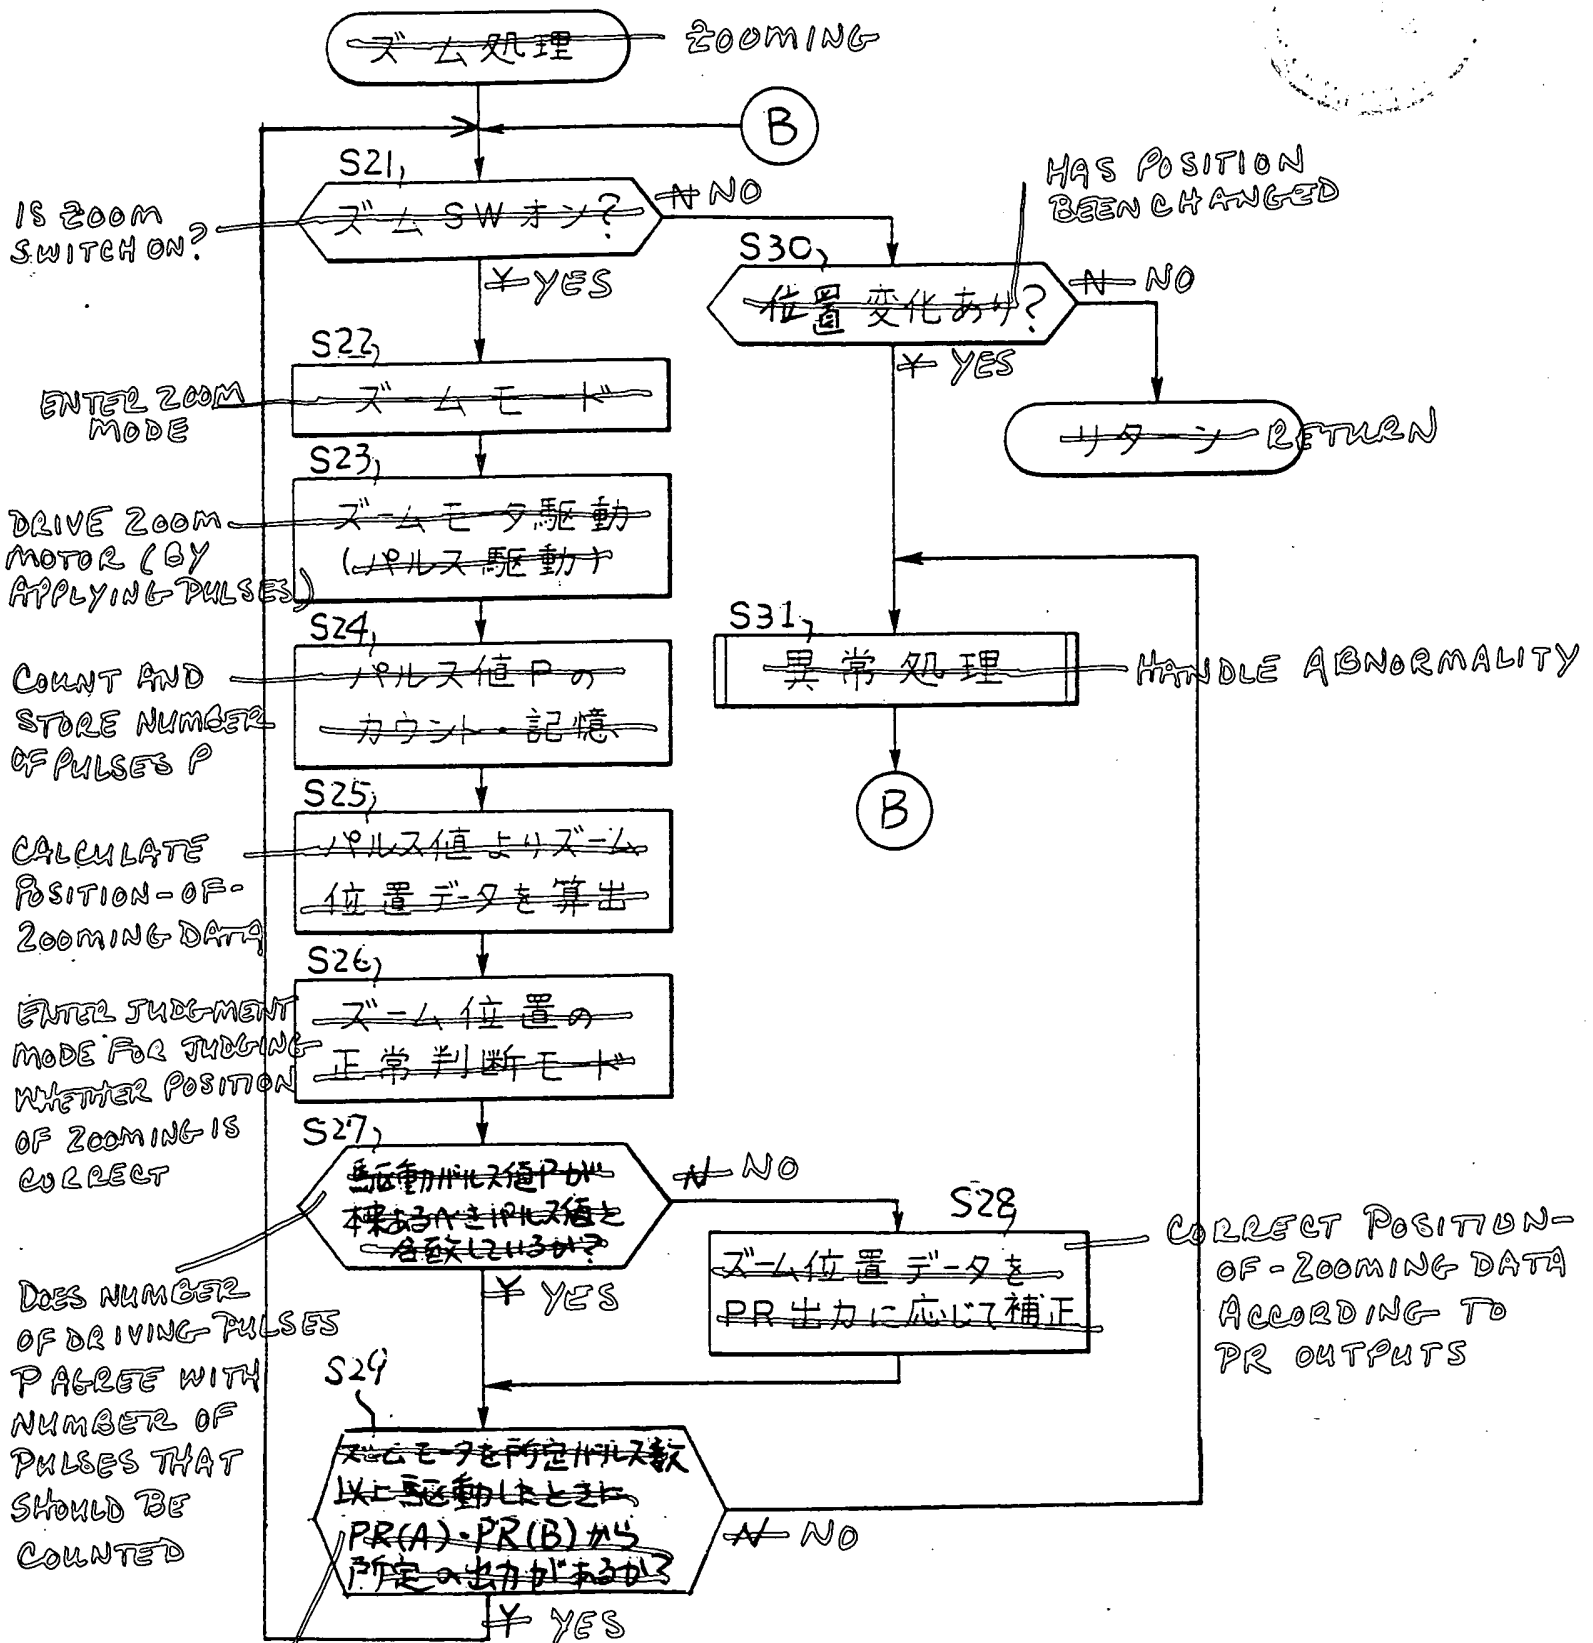 ズーム処理 ZOOMING
B
S21
IS ZOOM
SWITCH ON?
ズームSWオン?
N NO
Y YES
HAS POSITION
BEEN CHANGED
S30
位置変化あり?
N NO
Y YES
リターン RETURN
S22
ENTER ZOOM
MODE
ズームモード
S23
DRIVE ZOOM
MOTOR (BY
APPLYING PULSES)
ズームモータ駆動
(パルス駆動)
S24
COUNT AND
STORE NUMBER
OF PULSES P
パルス値Pの
カウント・記憶
S31
異常処理
HANDLE ABNORMALITY
B
S25
CALCULATE
POSITION-OF-
ZOOMING DATA
パルス値よりズーム
位置データを算出
S26
ENTER JUDGMENT
MODE FOR JUDGING
WHETHER POSITION
OF ZOOMING IS
CORRECT
ズーム位置の
正常判断モード
S27
駆動パルス値Pが
本来あるべきパルス値と
合致しているか?
N NO
Y YES
DOES NUMBER
OF DRIVING PULSES
P AGREE WITH
NUMBER OF
PULSES THAT
SHOULD BE
COUNTED
S28
ズーム位置データを
PR出力に応じて補正
CORRECT POSITION-
OF-ZOOMING DATA
ACCORDING TO
PR OUTPUTS
S29
ズームモータを所定パルス数
以上駆動したときに
PR(A)・PR(B)から
所定の出力があるか?
N NO
Y YES